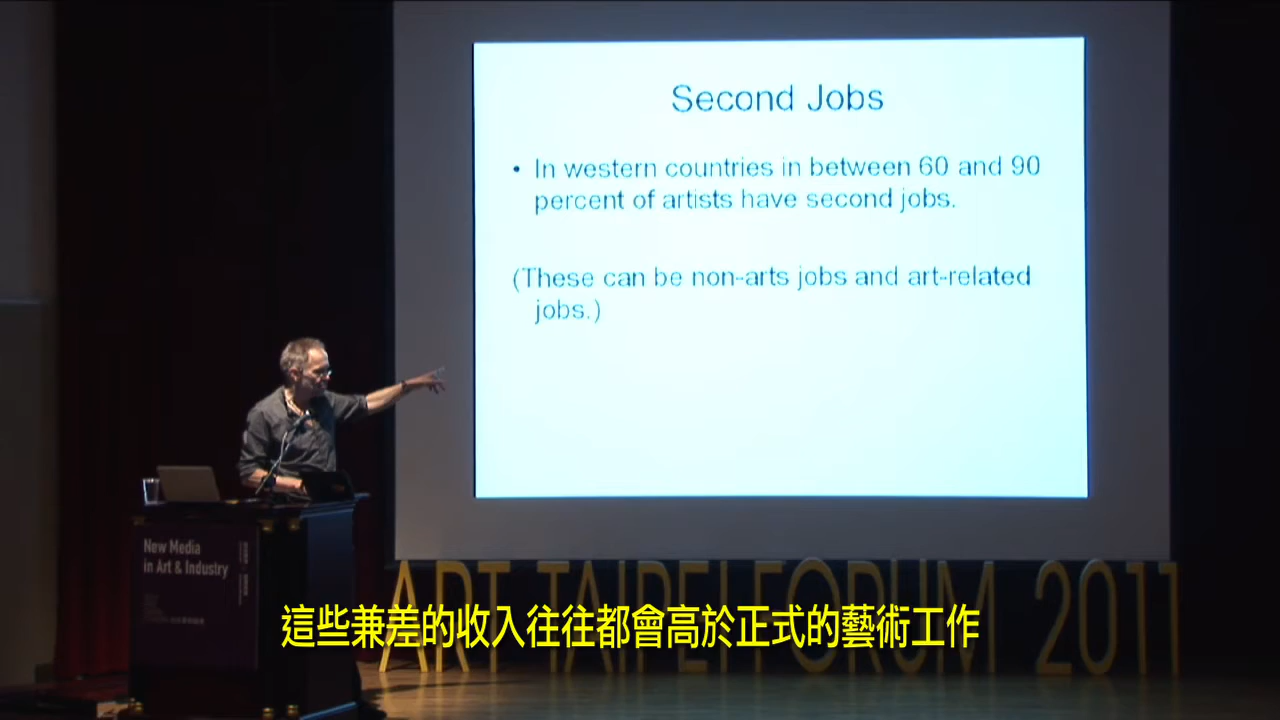 Second Jobs
• In western countries in between 60 and 90
percent of artists have second jobs.
(These can be non-arts jobs and art-related
jobs.)
New Media
in Art & Industry
ART TAIPEI FORUM 2011
這些兼差的收入往往都會高於正式的藝術工作